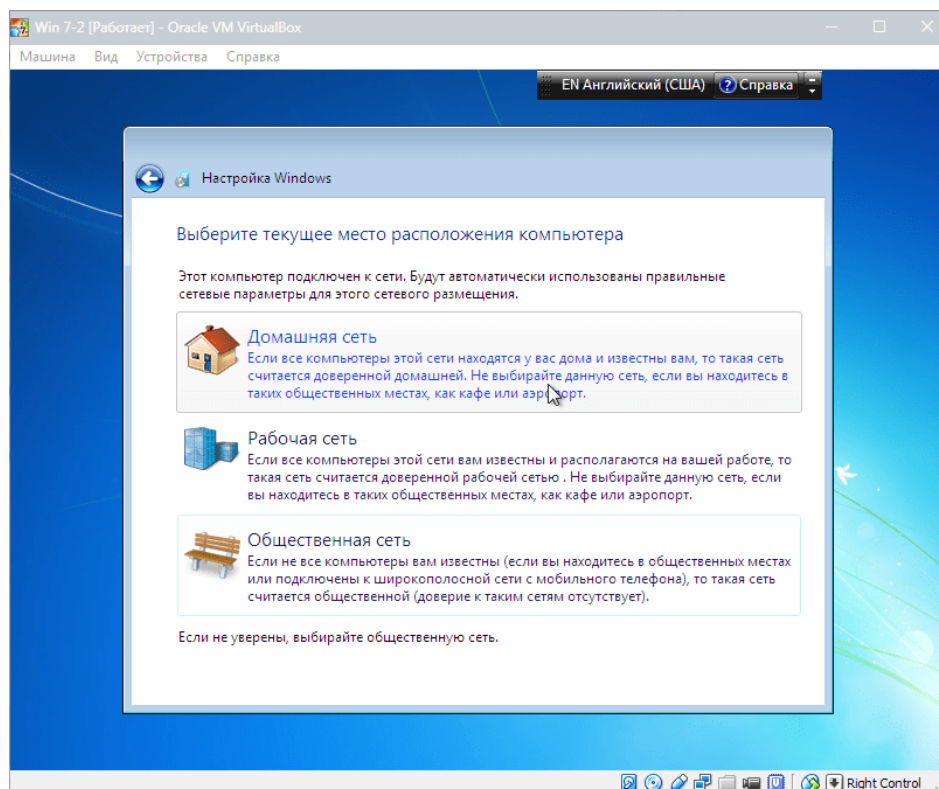 Win 7-2 [Работает] - Oracle VM VirtualBox
Машина Вид Устройства Справка
EN Английский (США) ? Справка
Настройка Windows
Выберите текущее место расположения компьютера
Этот компьютер подключен к сети. Будут автоматически использованы правильные
сетевые параметры для этого сетевого размещения.
Домашняя сеть
Если все компьютеры этой сети находятся у вас дома и известны вам, то такая сеть
считается доверенной домашней. Не выбирайте данную сеть, если вы находитесь в
таких общественных местах, как кафе или аэропорт.
Рабочая сеть
Если все компьютеры этой сети вам известны и располагаются на вашей работе, то
такая сеть считается доверенной рабочей сетью . Не выбирайте данную сеть, если
вы находитесь в таких общественных местах, как кафе или аэропорт.
Общественная сеть
Если не все компьютеры вам известны (если вы находитесь в общественных местах
или подключены к широкополосной сети с мобильного телефона), то такая сеть
считается общественной (доверие к таким сетям отсутствует).
Если не уверены, выбирайте общественную сеть.
Right Control